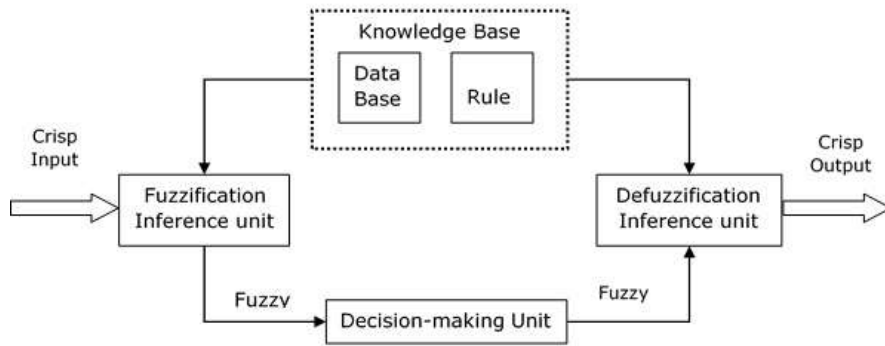 Knowledge Base
Data
Base
Rule
Crisp
Input
Crisp
Output
Fuzzification
Inference unit
Defuzzification
Inference unit
Fuzzy
Fuzzy
Decision-making Unit